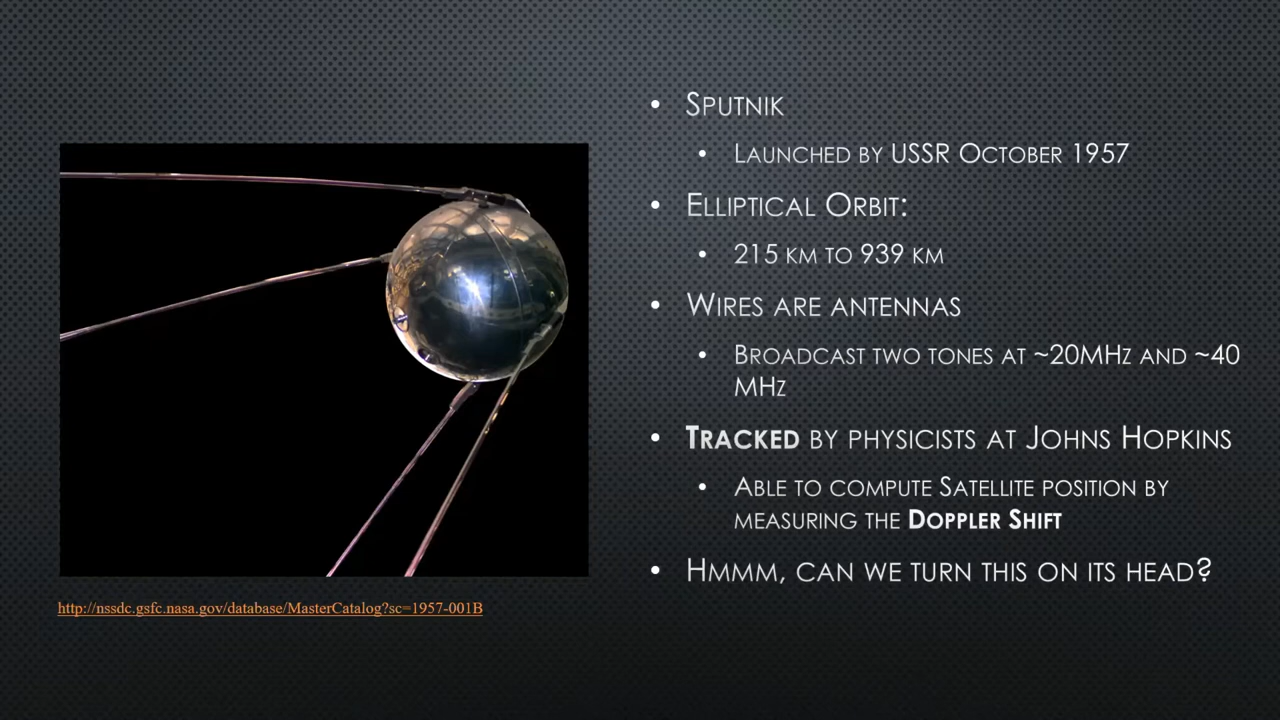 Sputnik
Launched by USSR October 1957
Elliptical Orbit:
215 km to 939 km
Wires are antennas
Broadcast two tones at ~20MHz and ~40
MHz
Tracked by physicists at Johns Hopkins
Able to compute Satellite position by
measuring the Doppler Shift
Hmmm, can we turn this on its head?
http://nssdc.gsfc.nasa.gov/database/MasterCatalog?sc=1957-001B